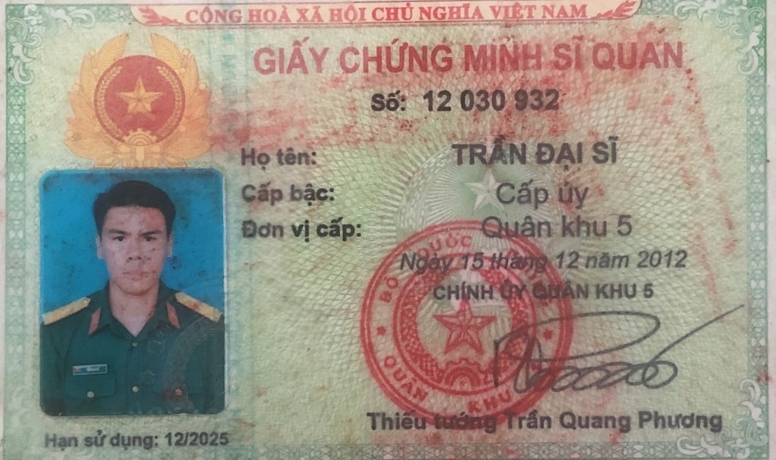 CỘNG HOÀ XÃ HỘI CHỦ NGHĨA VIỆT NAM
GIẤY CHỨNG MINH SĨ QUAN
Số: 12 030 932
Họ tên: TRẦN ĐẠI SĨ
Cấp bậc: Cấp úy
Đơn vị cấp: Quân khu 5
Ngày 15 tháng 12 năm 2012
CHÍNH ỦY QUÂN KHU 5
BỘ QUỐC
QUÂN KHU
Thiếu tướng Trần Quang Phương
Hạn sử dụng: 12/2025